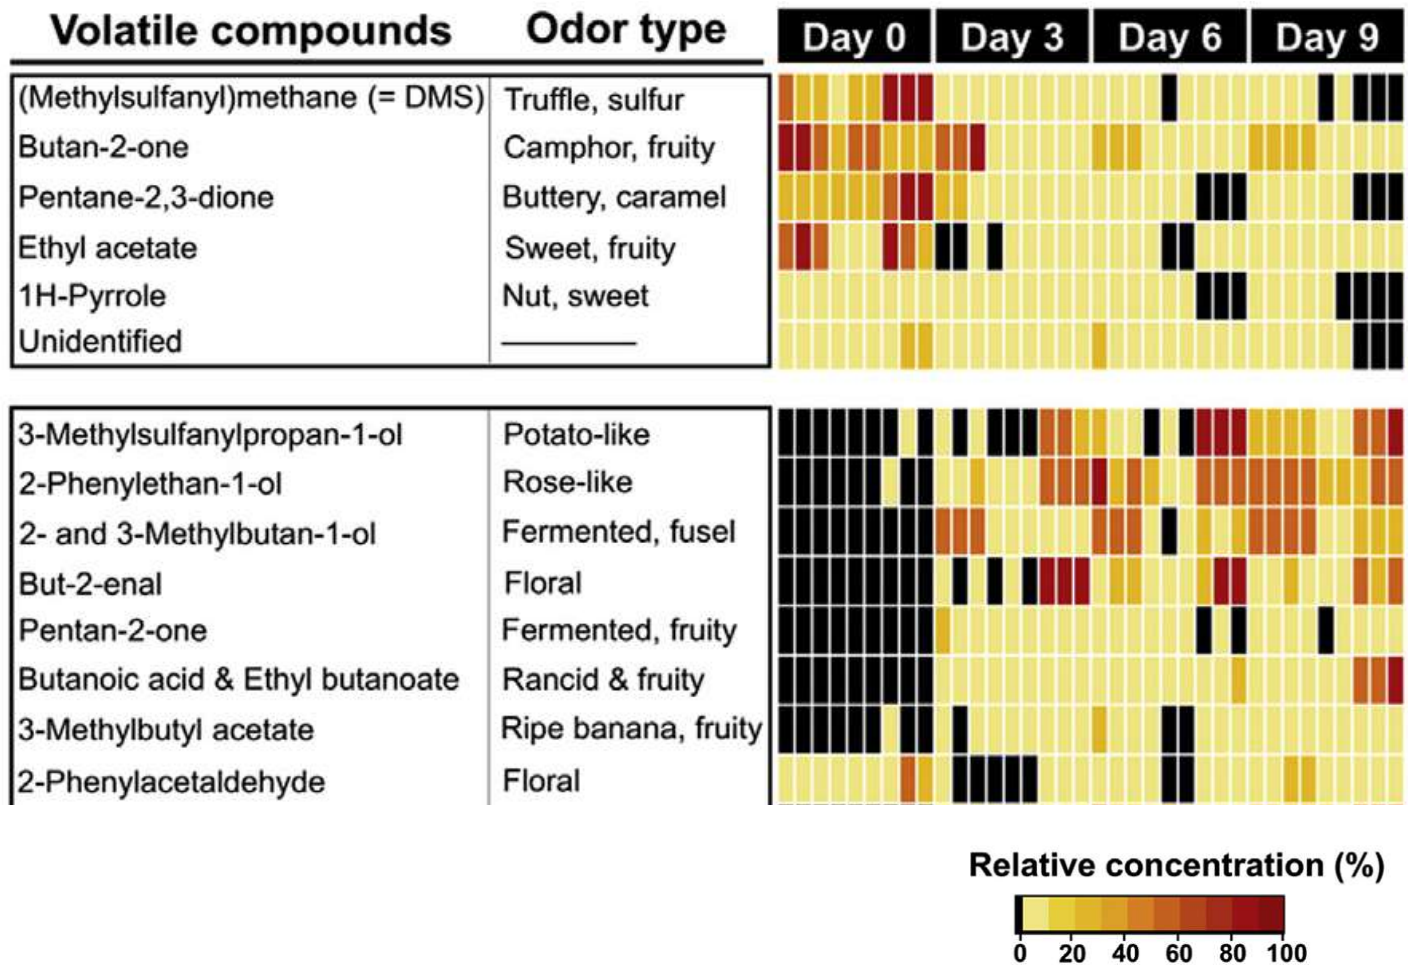 Volatile compounds Odor type Day 0 Day 3 Day 6 Day 9
(Methylsulfanyl)methane (= DMS) Truffle, sulfur
Butan-2-one Camphor, fruity
Pentane-2,3-dione Buttery, caramel
Ethyl acetate Sweet, fruity
1H-Pyrrole Nut, sweet
Unidentified
3-Methylsulfanylpropan-1-ol Potato-like
2-Phenylethan-1-ol Rose-like
2- and 3-Methylbutan-1-ol Fermented, fusel
But-2-enal Floral
Pentan-2-one Fermented, fruity
Butanoic acid & Ethyl butanoate Rancid & fruity
3-Methylbutyl acetate Ripe banana, fruity
2-Phenylacetaldehyde Floral
Relative concentration (%)
0 20 40 60 80 100